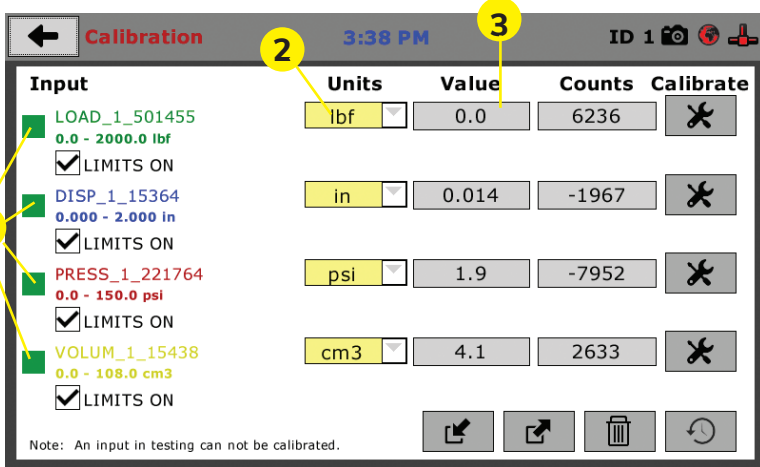 Calibration 3:38 PM ID 1
2 3
Input Units Value Counts Calibrate
LOAD_1_501455 lbf 0.0 6236
0.0 - 2000.0 lbf
LIMITS ON
DISP_1_15364 in 0.014 -1967
0.000 - 2.000 in
LIMITS ON
PRESS_1_221764 psi 1.9 -7952
0.0 - 150.0 psi
LIMITS ON
VOLUM_1_15438 cm3 4.1 2633
0.0 - 108.0 cm3
LIMITS ON
Note: An input in testing can not be calibrated.